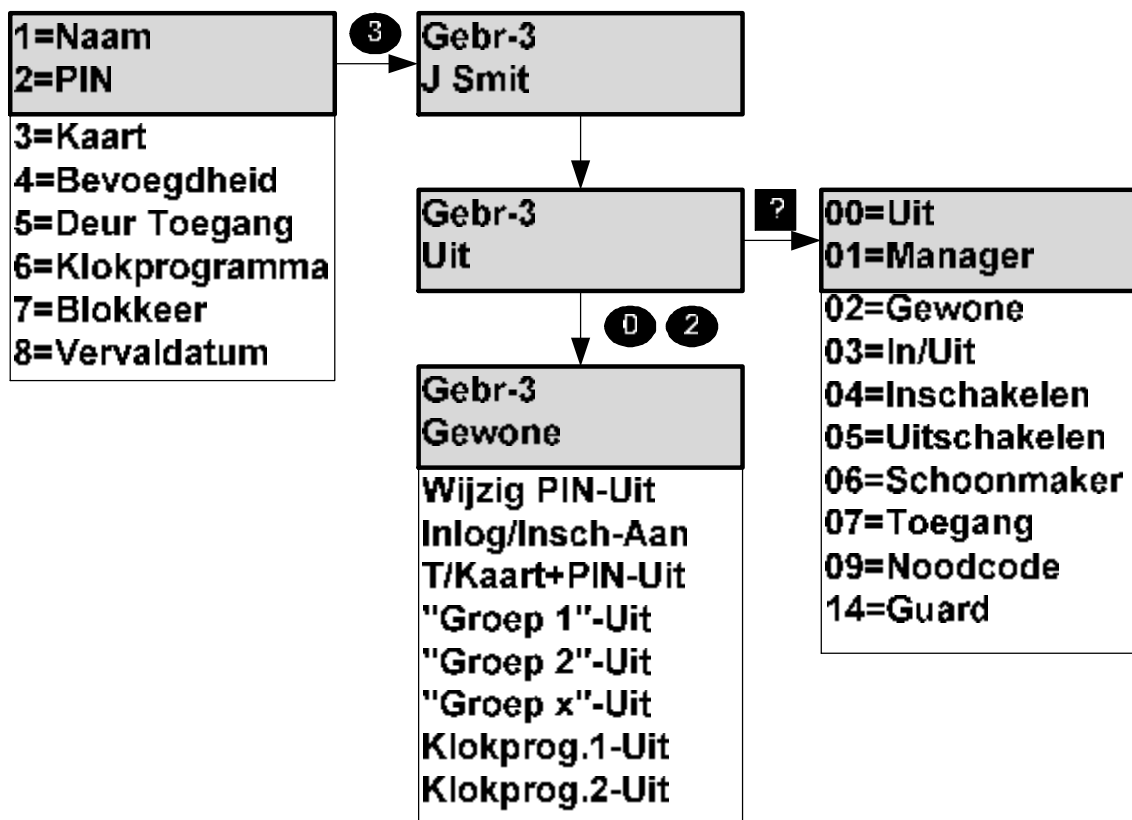 1=Naam
2=PIN
3=Kaart
4=Bevoegdheid
5=Deur Toegang
6=Klokprogramma
7=Blokkeer
8=Vervaldatum
3
Gebr-3
J Smit
Gebr-3
Uit
?
00=Uit
01=Manager
02=Gewone
03=In/Uit
04=Inschakelen
05=Uitschakelen
06=Schoonmaker
07=Toegang
09=Noodcode
14=Guard
0 2
Gebr-3
Gewone
Wijzig PIN-Uit
Inlog/Insch-Aan
T/Kaart+PIN-Uit
"Groep 1"-Uit
"Groep 2"-Uit
"Groep x"-Uit
Klokprog.1-Uit
Klokprog.2-Uit